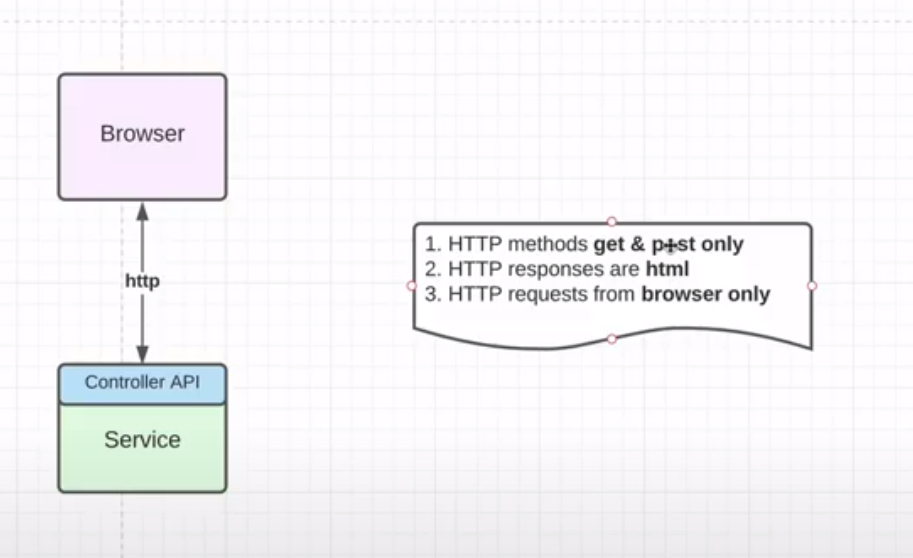 Browser
http
Controller API
Service
1. HTTP methods get & post only
2. HTTP responses are html
3. HTTP requests from browser only